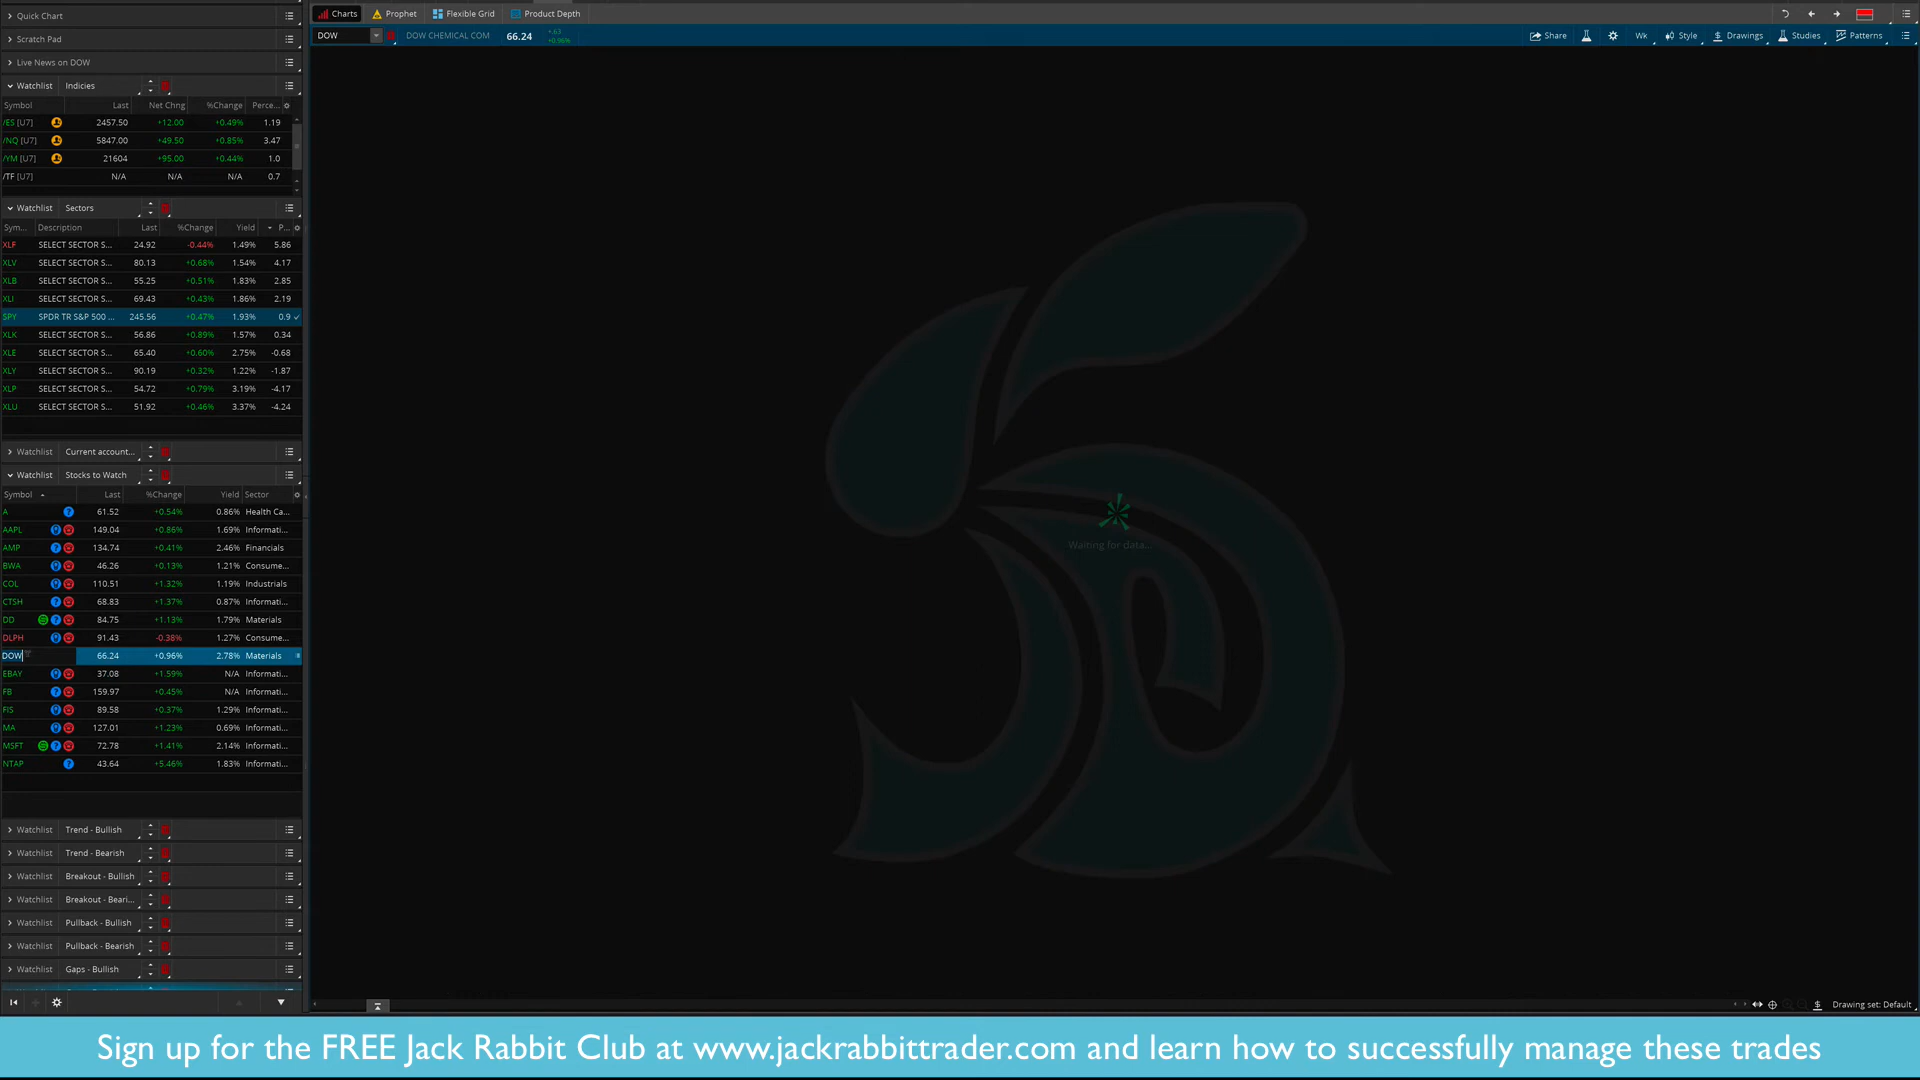 Quick Chart
Scratch Pad
Live News on DOW
Watchlist Indicies
Symbol Last Net Chng %Change Perce...
/ES [U7] 2457.50 +12.00 +0.49% 1.19
/NQ [U7] 5847.00 +49.50 +0.85% 3.47
/YM [U7] 21604 +95.00 +0.44% 1.0
/TF [U7] N/A N/A N/A 0.7
Watchlist Sectors
Sym... Description Last %Change Yield P...
XLF SELECT SECTOR S... 24.92 -0.44% 1.49% 5.86
XLV SELECT SECTOR S... 80.13 +0.68% 1.54% 4.17
XLB SELECT SECTOR S... 55.25 +0.51% 1.83% 2.85
XLI SELECT SECTOR S... 69.43 +0.43% 1.86% 2.19
SPY SPDR TR S&P 500 ... 245.56 +0.47% 1.93% 0.9
XLK SELECT SECTOR S... 56.86 +0.89% 1.57% 0.34
XLE SELECT SECTOR S... 65.40 +0.60% 2.75% -0.68
XLY SELECT SECTOR S... 90.19 +0.32% 1.22% -1.87
XLP SELECT SECTOR S... 54.72 +0.79% 3.19% -4.17
XLU SELECT SECTOR S... 51.92 +0.46% 3.37% -4.24
Watchlist Current account...
Watchlist Stocks to Watch
Symbol Last %Change Yield Sector
A 61.52 +0.54% 0.86% Health Ca...
AAPL 149.04 +0.86% 1.69% Informati...
AMP 134.74 +0.41% 2.46% Financials
BWA 46.26 +0.13% 1.21% Consume...
COL 110.51 +1.32% 1.19% Industrials
CTSH 68.83 +1.37% 0.87% Informati...
DD 84.75 +1.13% 1.79% Materials
DLPH 91.43 -0.38% 1.27% Consume...
DOW 66.24 +0.96% 2.78% Materials
EBAY 37.08 +1.59% N/A Informati...
FB 159.97 +0.45% N/A Informati...
FIS 89.58 +0.37% 1.29% Informati...
MA 127.01 +1.23% 0.69% Informati...
MSFT 72.78 +1.41% 2.14% Informati...
NTAP 43.64 +5.46% 1.83% Informati...
Watchlist Trend - Bullish
Watchlist Trend - Bearish
Watchlist Breakout - Bullish
Watchlist Breakout - Beari...
Watchlist Pullback - Bullish
Watchlist Pullback - Bearish
Watchlist Gaps - Bullish
Charts Prophet Flexible Grid Product Depth
DOW DOW CHEMICAL COM 66.24 +.63
+0.96%
Share Wk Style Drawings Studies Patterns
Waiting for data...
Drawing set: Default
Sign up for the FREE Jack Rabbit Club at www.jackrabbittrader.com and learn how to successfully manage these trades